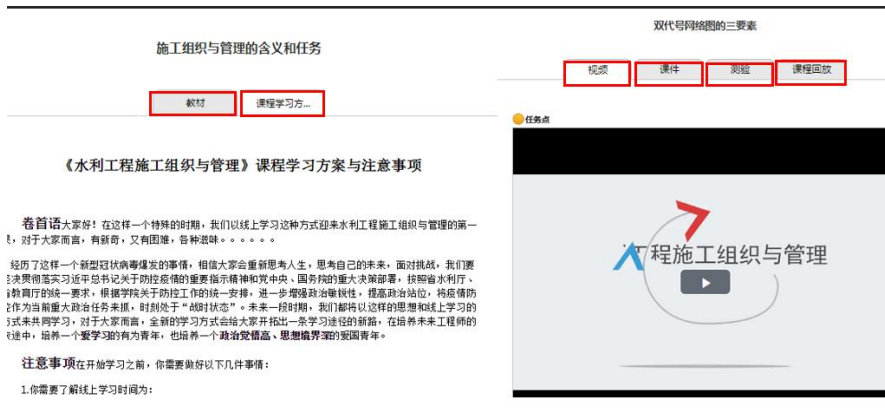 施工组织与管理的含义和任务
教材
课程学习方...
《水利工程施工组织与管理》课程学习方案与注意事项
卷首语大家好！在这样一个特殊的时期，我们以线上学习这种方式迎来水利工程施工组织与管理的第一
，对于大家而言，有新奇，又有困难，各种滋味。。。。。。
经历了这样一个新型冠状病毒爆发的事情，相信大家会重新思考人生，思考自己的未来，面对挑战，我们要
决贯彻落实习近平总书记关于防控疫情的重要指示精神和党中央、国务院的重大决策部署，按照省水利厅、
教育厅的统一要求，根据学院关于防控工作的统一安排，进一步增强政治敏锐性，提高政治站位，将疫情防
作为当前重大政治任务来抓，时刻处于“战时状态”。未来一段时期，我们都将以这样的思想和线上学习的
式来共同学习，对于大家而言，全新的学习方式会给大家开拓出一条学习途径的新路，在培养未来工程师的
途中，培养一个爱学习的有为青年，也培养一个政治觉悟高、思想境界深的爱国青年。
注意事项在开始学习之前，你需要做好以下几件事情：
1.你需要了解线上学习时间为：
双代号网络图的三要素
视频
课件
测验
课程回放
任务点
程施工组织与管理